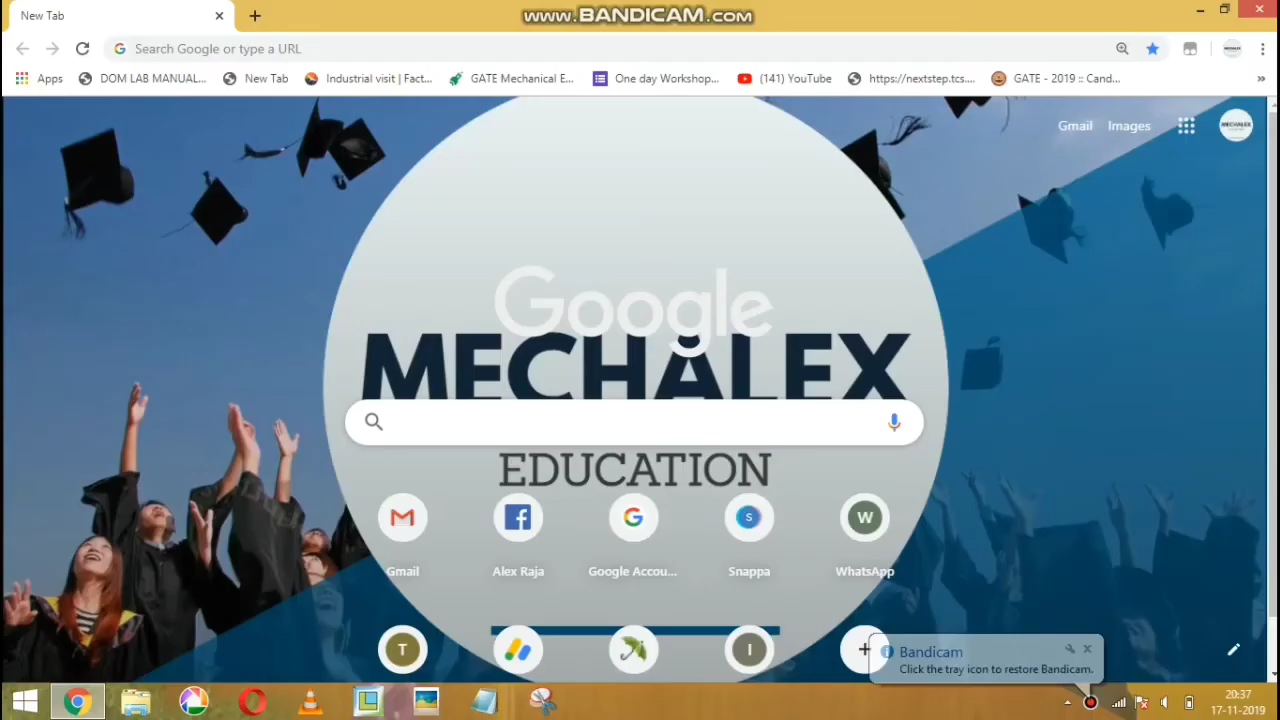 New Tab
www.BANDICAM.com
Search Google or type a URL
Apps
DOM LAB MANUAL...
New Tab
Industrial visit | Fact...
GATE Mechanical E...
One day Workshop...
(141) YouTube
https://nextstep.tcs....
GATE - 2019 :: Cand...
»
Gmail
Images
MECHALEX
Google
MECHALEX
EDUCATION
S
W
Gmail
Alex Raja
Google Accou...
Snappa
WhatsApp
T
I
Bandicam
Click the tray icon to restore Bandicam.
20:37
17-11-2019